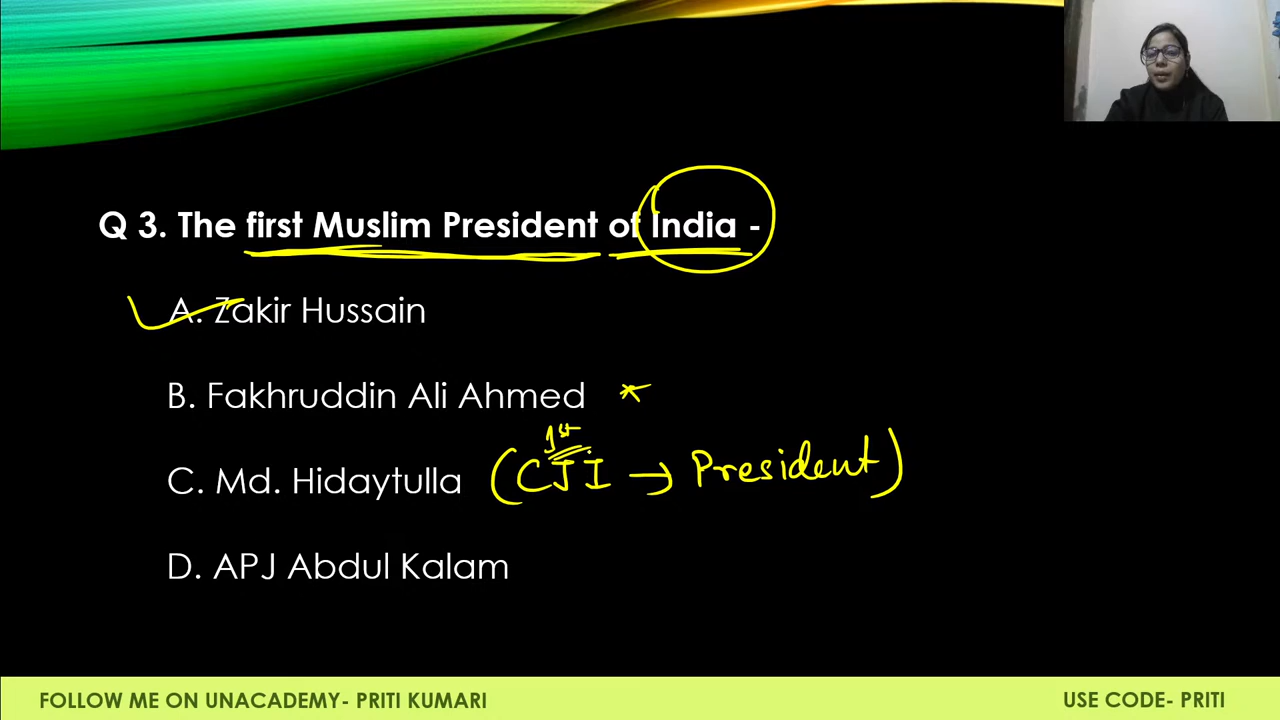 Q 3. The first Muslim President of India -
A. Zakir Hussain
B. Fakhruddin Ali Ahmed *
1st
C. Md. Hidaytulla (CJI → President)
D. APJ Abdul Kalam
FOLLOW ME ON UNACADEMY- PRITI KUMARI USE CODE- PRITI